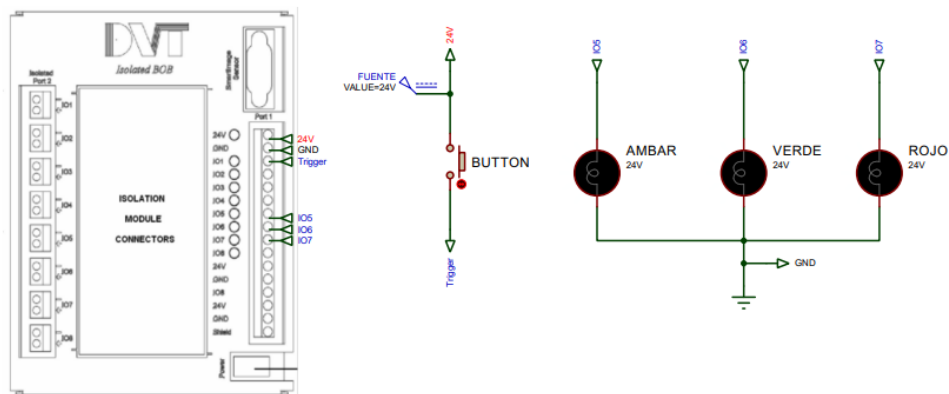 DVT
Isolated BOB
Isolated
Port 2
IO1
IO2
IO3
IO4
IO5
IO6
IO7
IO8
ISOLATION
MODULE
CONNECTORS
Smart Image
Sensor
Port 1
24V
GND
IO1
IO2
IO3
IO4
IO5
IO6
IO7
IO8
24V
GND
IO8
24V
GND
Shield
Power
24V
GND
Trigger
IO5
IO6
IO7
24V
FUENTE
VALUE=24V
BUTTON
Trigger
IO5
IO6
IO7
AMBAR
24V
VERDE
24V
ROJO
24V
GND